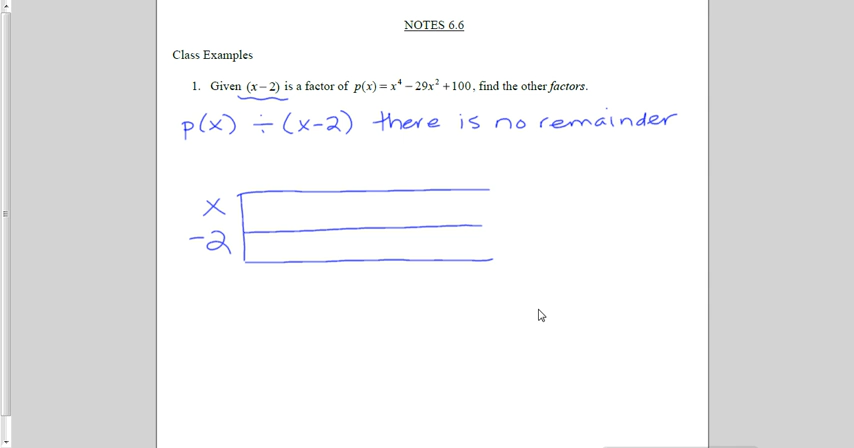 NOTES 6.6
Class Examples
1. Given (x − 2) is a factor of p(x) = x⁴ − 29x² + 100, find the other factors.
p(x) ÷ (x−2) there is no remainder
x
−2